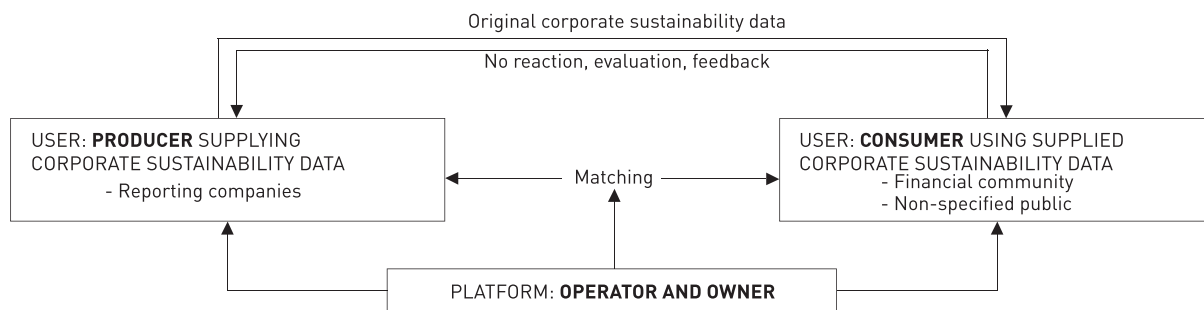 Original corporate sustainability data
No reaction, evaluation, feedback
USER: PRODUCER SUPPLYING
CORPORATE SUSTAINABILITY DATA
- Reporting companies
Matching
USER: CONSUMER USING SUPPLIED
CORPORATE SUSTAINABILITY DATA
- Financial community
- Non-specified public
PLATFORM: OPERATOR AND OWNER